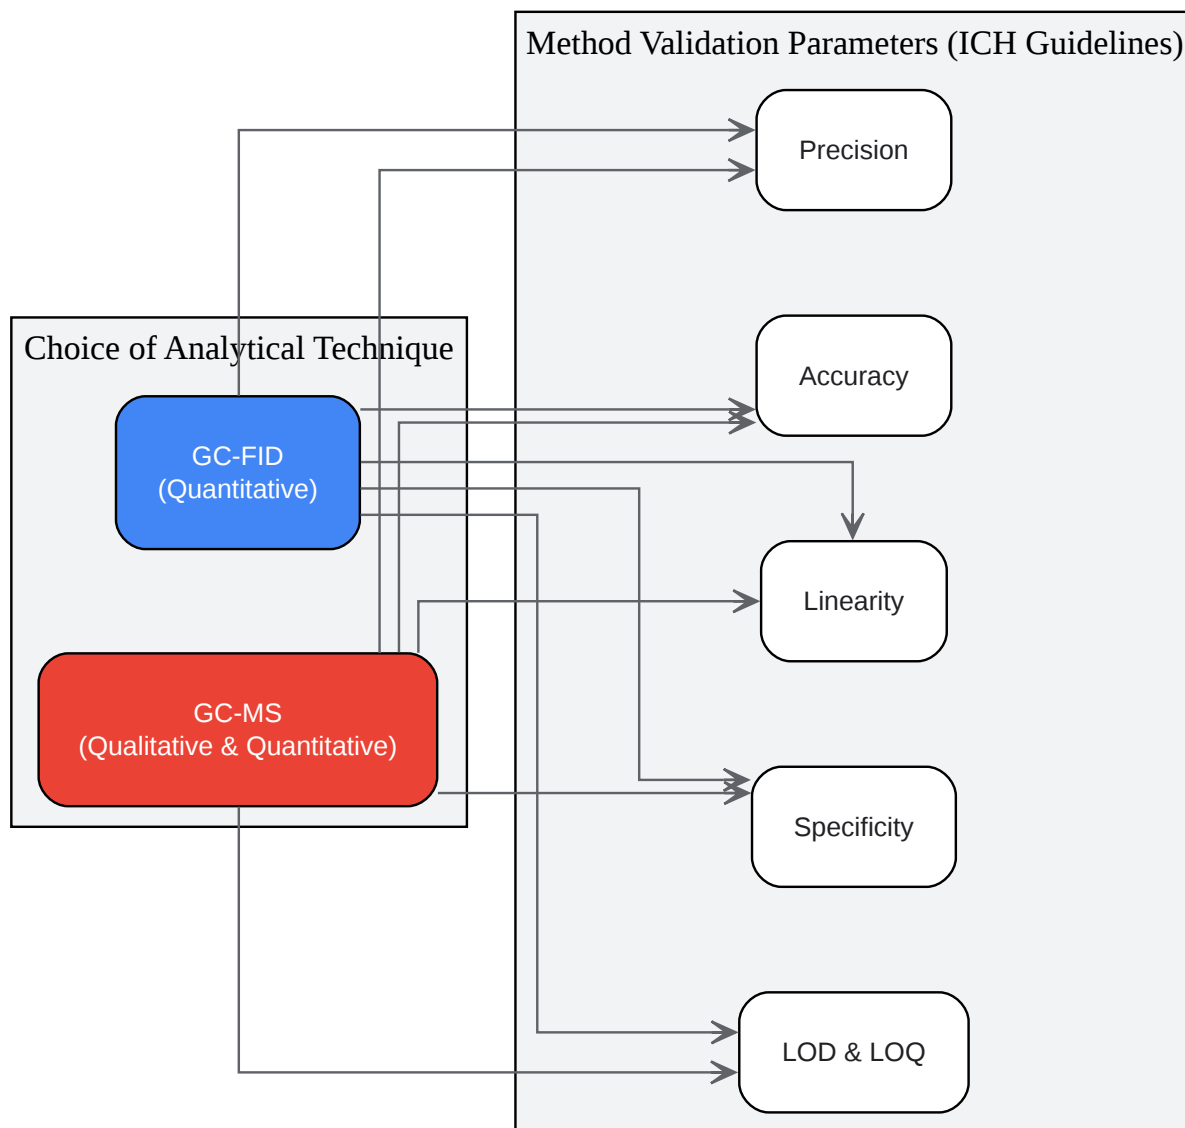 Method Validation Parameters (ICH Guidelines)
Precision
Choice of Analytical Technique
Accuracy
GC-FID
(Quantitative)
Linearity
GC-MS
(Qualitative & Quantitative)
Specificity
LOD & LOQ